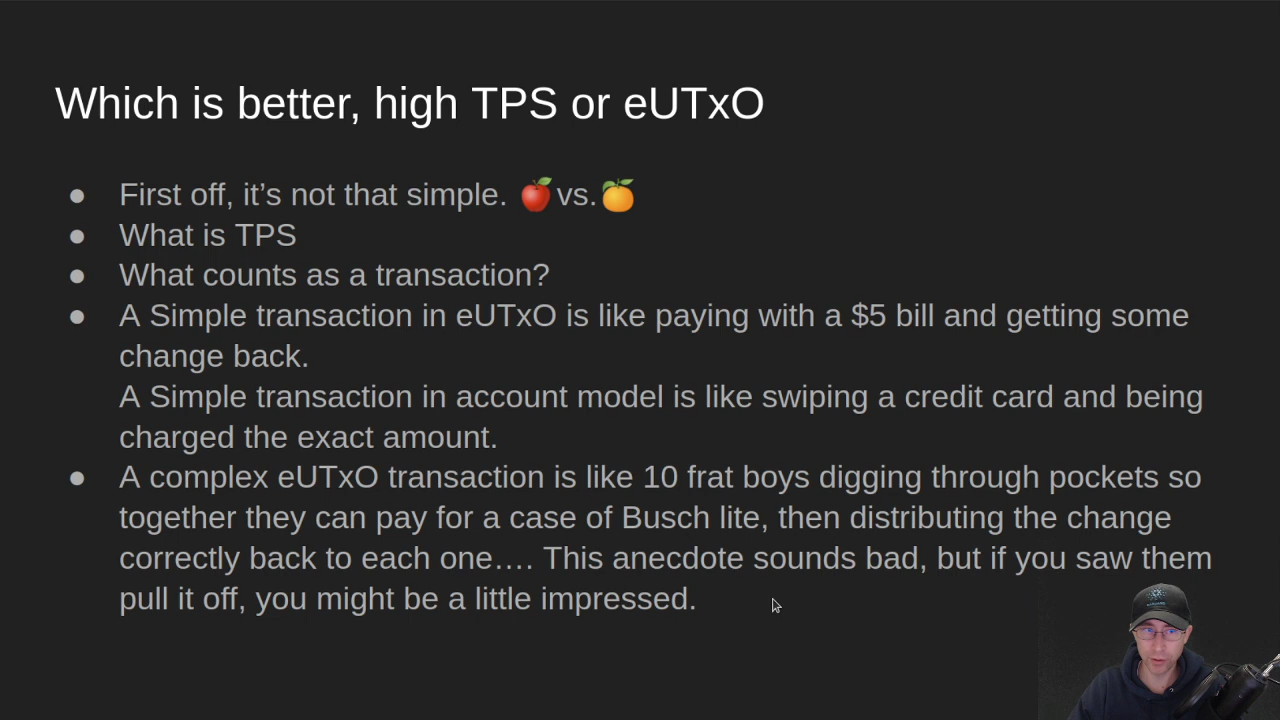 Which is better, high TPS or eUTxO
● First off, it’s not that simple. 🍎vs.🍊
● What is TPS
● What counts as a transaction?
● A Simple transaction in eUTxO is like paying with a $5 bill and getting some
change back.
A Simple transaction in account model is like swiping a credit card and being
charged the exact amount.
● A complex eUTxO transaction is like 10 frat boys digging through pockets so
together they can pay for a case of Busch lite, then distributing the change
correctly back to each one…. This anecdote sounds bad, but if you saw them
pull it off, you might be a little impressed.